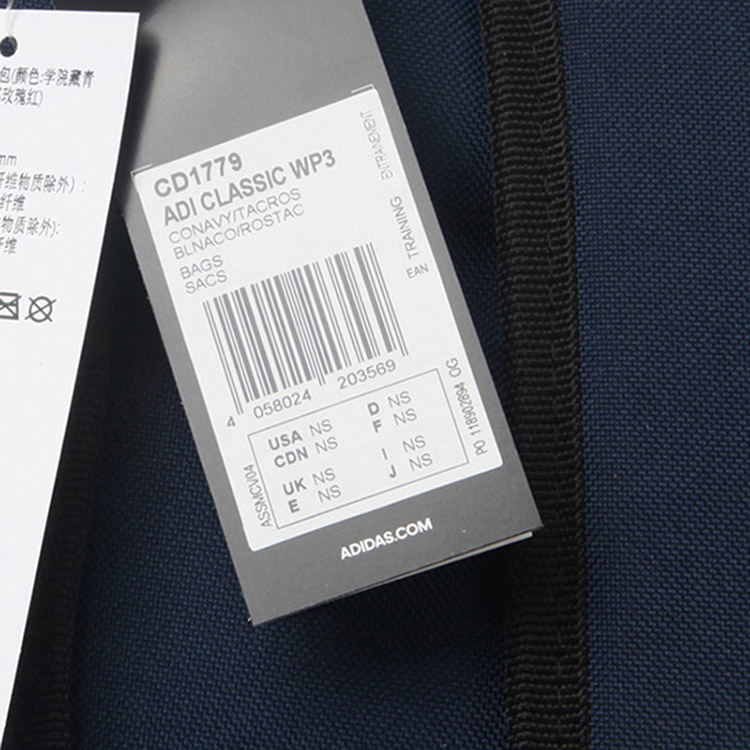 包(颜色:学院藏青
玫瑰红)
mm
纤维物质除外）:
纤维
物质除外):
纤维
CD1779
ADI CLASSIC WP3
CONAVY/TACROS
BLNACO/ROSTAC
BAGS
SACS
TRAINING
ENTRAINEMENT
EAN
4 058024 203569
USA NS
CDN NS
UK NS
E NS
D NS
F NS
I NS
J NS
ASSMCV04
PO 118902694 OG
ADIDAS.COM